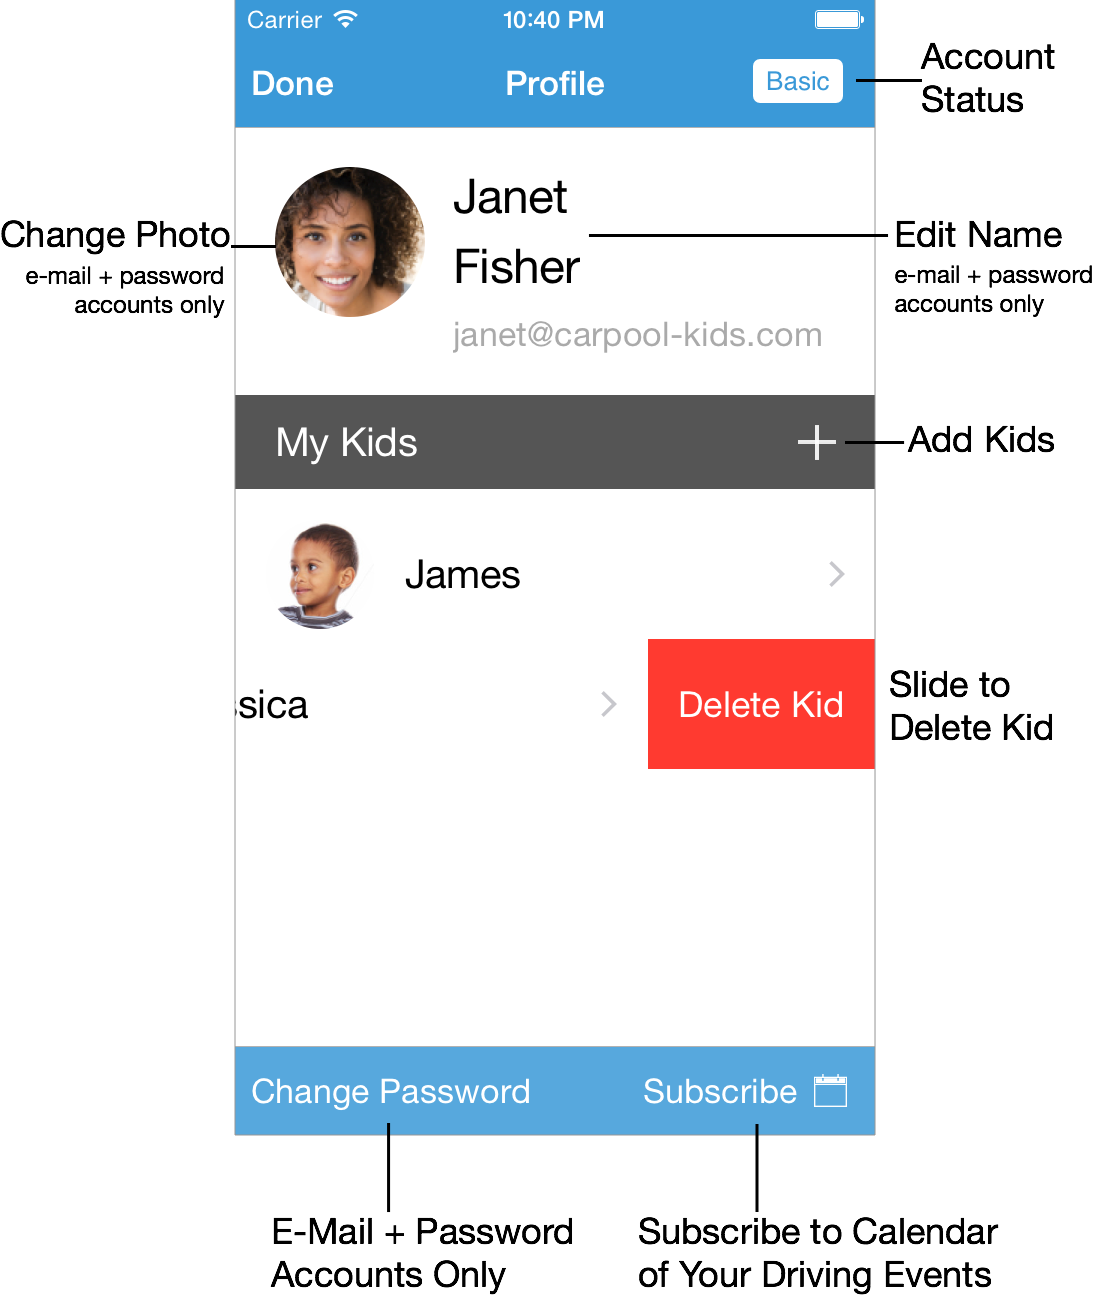 Carrier 10:40 PM
Done Profile Basic
Account
Status
Janet
Fisher
janet@carpool-kids.com
Change Photo
e-mail + password
accounts only
Edit Name
e-mail + password
accounts only
My Kids
Add Kids
James
ssica
Delete Kid
Slide to
Delete Kid
Change Password
Subscribe
E-Mail + Password
Accounts Only
Subscribe to Calendar
of Your Driving Events